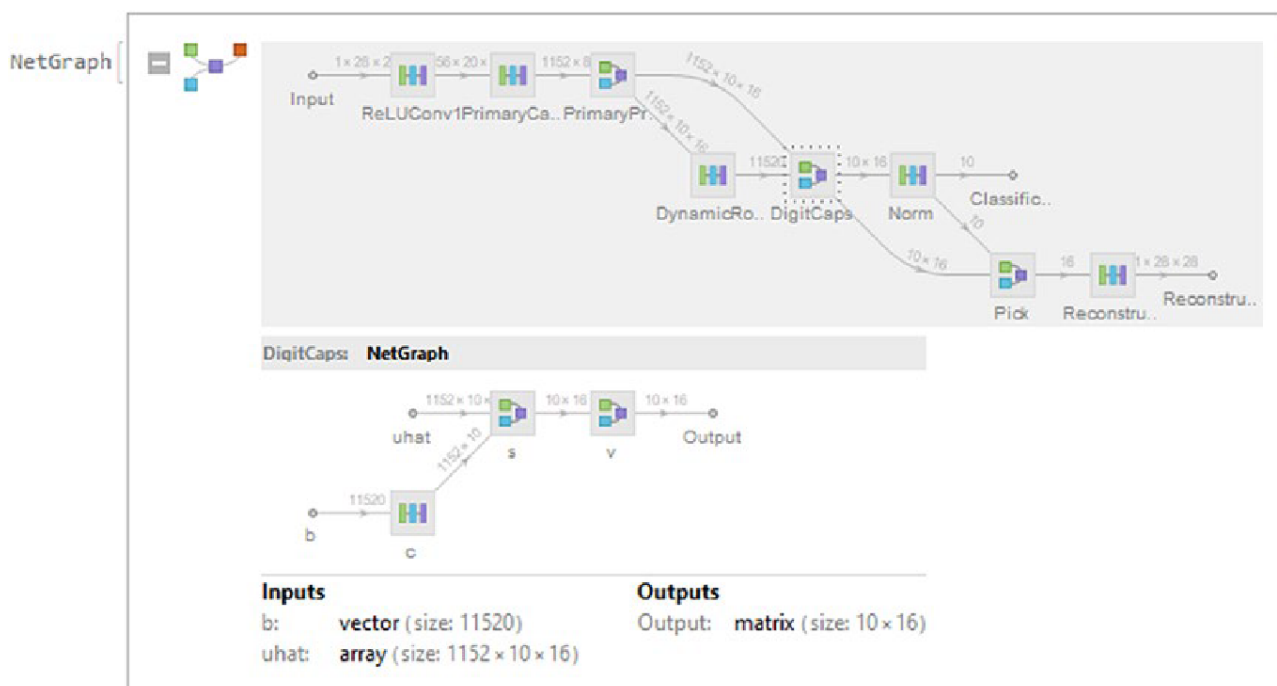 NetGraph
1×28×2 56×20× 1152×8 1152×10×16
Input ReLUConv1 PrimaryCa.. PrimaryPr..
1152×10×16 11520 10×16 10
DynamicRo.. DigitCaps Norm Classific..
10
10×16 16 1×28×28
Pick Reconstru.. Reconstru..
DigitCaps: NetGraph
1152×10× 10×16 10×16
uhat s v Output
1152×10
11520
b c
Inputs Outputs
b: vector (size: 11520) Output: matrix (size: 10×16)
uhat: array (size: 1152×10×16)